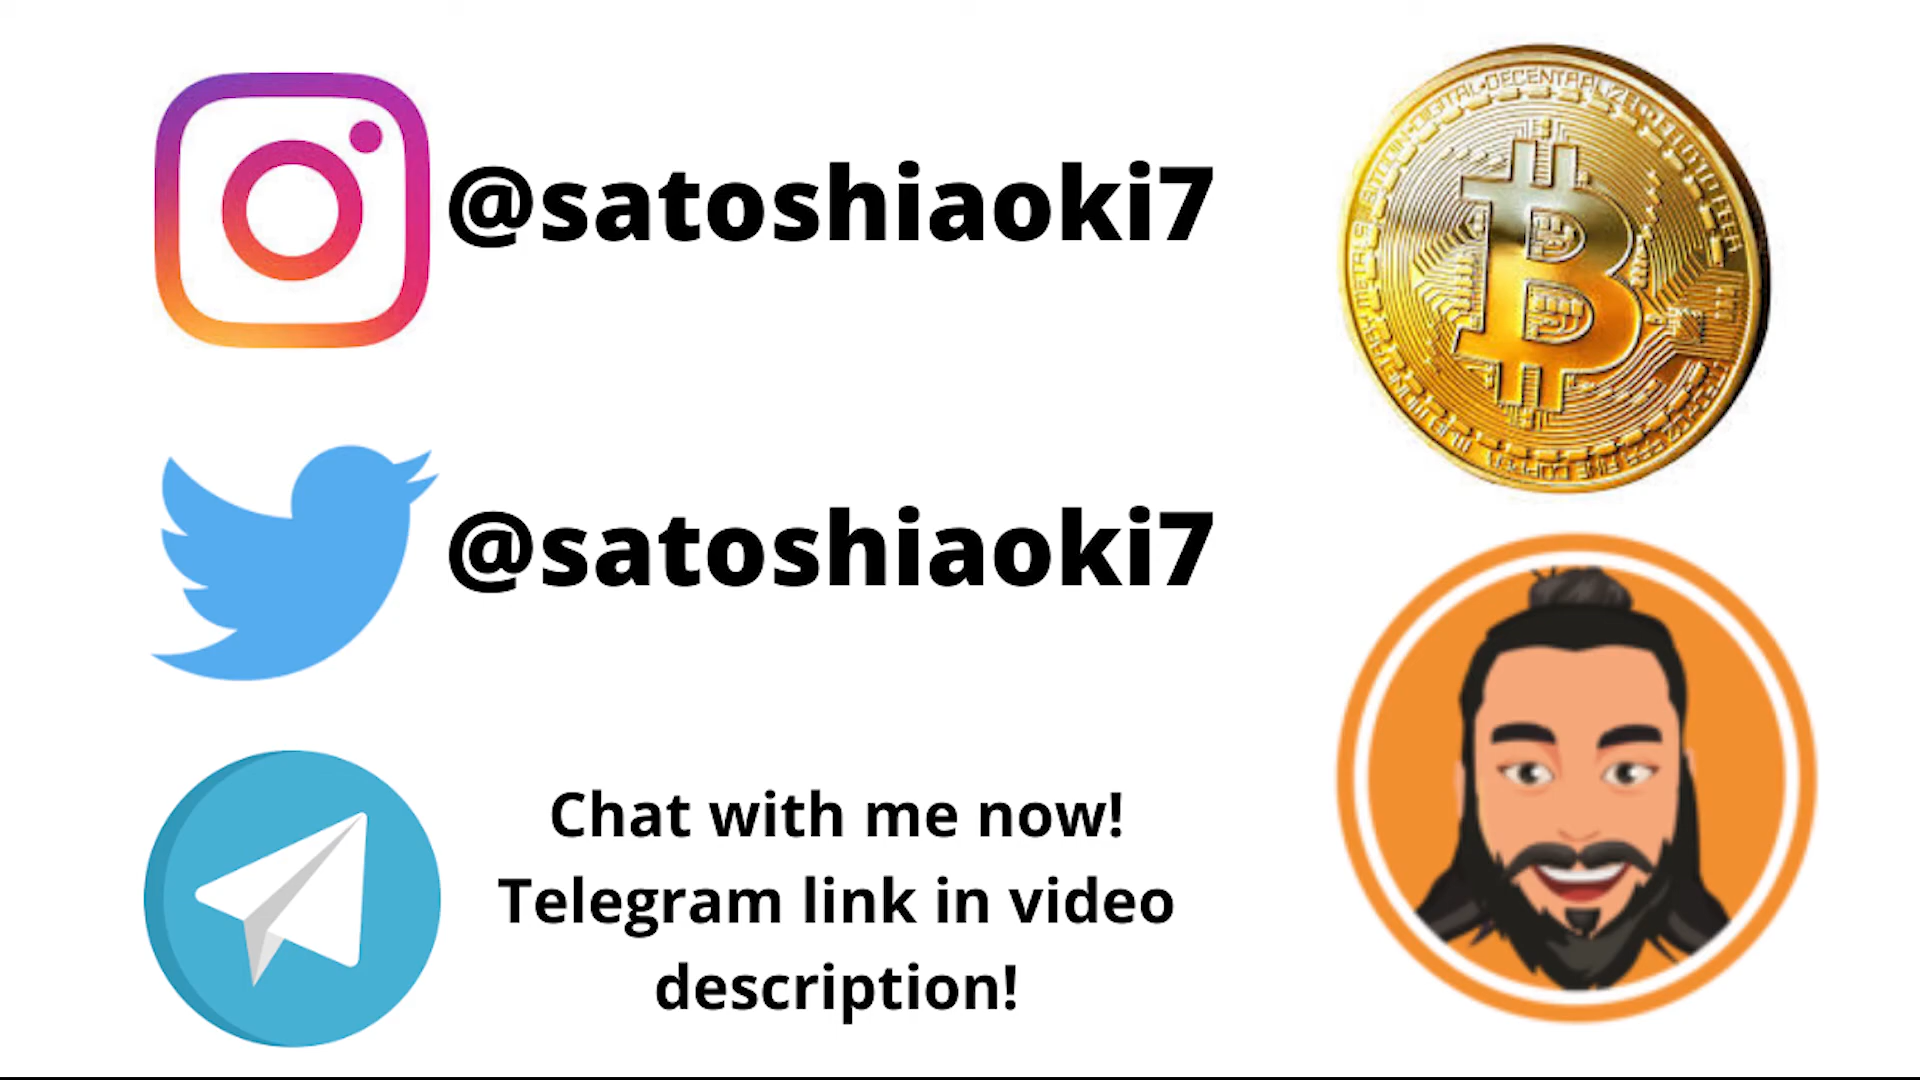 @satoshiaoki7
@satoshiaoki7
Chat with me now!
Telegram link in video
description!